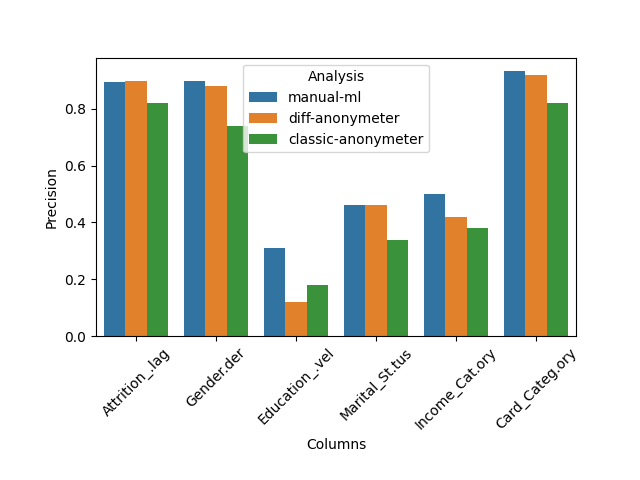 Analysis
manual-ml
diff-anonymeter
classic-anonymeter
Precision
0.8
0.6
0.4
0.2
0.0
Attrition_.lag
Gender.der
Education_.vel
Marital_St.tus
Income_Cat.ory
Card_Categ.ory
Columns